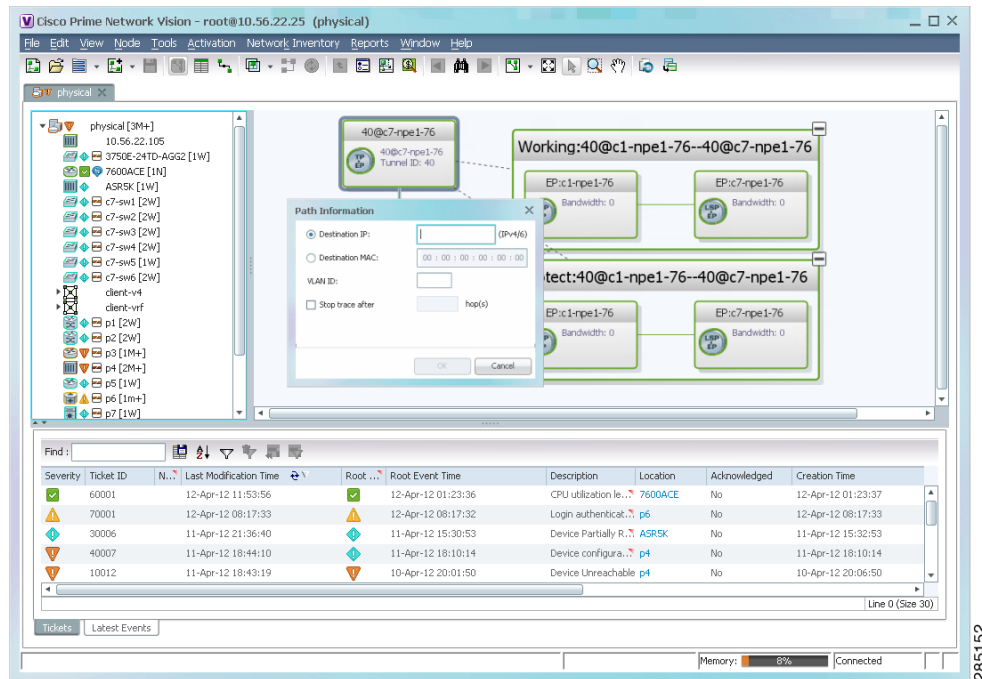 Cisco Prime Network Vision - root@10.56.22.25 (physical)
File Edit View Node Tools Activation Network Inventory Reports Window Help
physical
physical [3M+]
10.56.22.105
3750E-24TD-AGG2 [1W]
7600ACE [1N]
ASR5K [1W]
c7-sw1 [2W]
c7-sw2 [2W]
c7-sw3 [2W]
c7-sw4 [2W]
c7-sw5 [1W]
c7-sw6 [2W]
client-v4
client-vrf
p1 [2W]
p2 [2W]
p3 [1M+]
p4 [2M+]
p5 [1W]
p6 [1m+]
p7 [1W]
40@c7-npe1-76
TP EP
40@c7-npe1-76
Tunnel ID: 40
Working:40@c1-npe1-76--40@c7-npe1-76
EP:c1-npe1-76
Bandwidth: 0
EP:c7-npe1-76
LSP EP
Bandwidth: 0
tect:40@c1-npe1-76--40@c7-npe1-76
EP:c1-npe1-76
EP
Bandwidth: 0
EP:c7-npe1-76
LSP EP
Bandwidth: 0
Path Information
Destination IP: (IPv4/6)
Destination MAC: 00 : 00 : 00 : 00 : 00 : 00
VLAN ID:
Stop trace after hop(s)
OK Cancel
Find :
Severity Ticket ID N... Last Modification Time Root ... Root Event Time Description Location Acknowledged Creation Time
60001 12-Apr-12 11:53:56 12-Apr-12 01:23:36 CPU utilization le... 7600ACE No 12-Apr-12 01:23:37
70001 12-Apr-12 08:17:33 12-Apr-12 08:17:32 Login authenticat... p6 No 12-Apr-12 08:17:33
30006 11-Apr-12 21:36:40 11-Apr-12 15:30:53 Device Partially R... ASR5K No 11-Apr-12 15:32:53
40007 11-Apr-12 18:44:10 11-Apr-12 18:10:14 Device configura... p4 No 11-Apr-12 18:10:14
10012 11-Apr-12 18:43:19 10-Apr-12 20:01:50 Device Unreachable p4 No 10-Apr-12 20:06:50
Line 0 (Size 30)
Tickets Latest Events
Memory: 8% Connected
285152